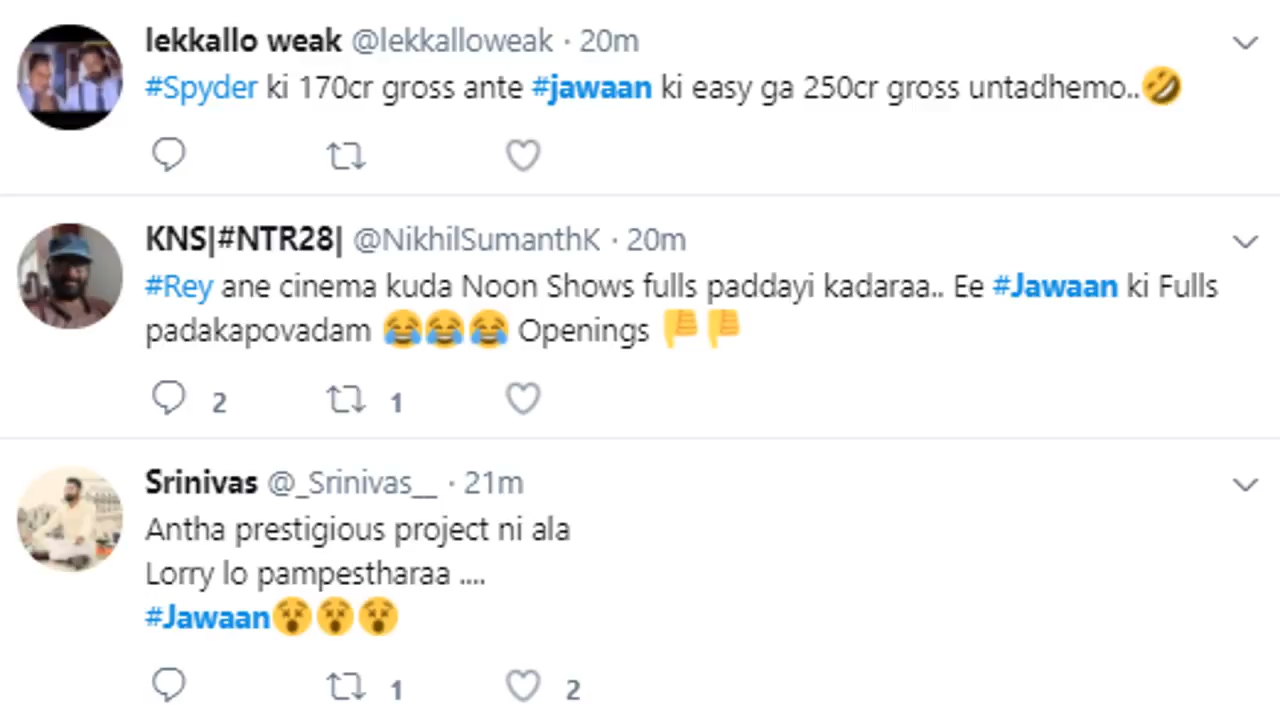 lekkallo weak @lekkalloweak · 20m
#Spyder ki 170cr gross ante #jawaan ki easy ga 250cr gross untadhemo..🤣
KNS|#NTR28| @NikhilSumanthK · 20m
#Rey ane cinema kuda Noon Shows fulls paddayi kadaraa.. Ee #Jawaan ki Fulls
padakapovadam 😂😂😂 Openings 👎👎
2 1
Srinivas @_Srinivas__ · 21m
Antha prestigious project ni ala
Lorry lo pampestharaa ....
#Jawaan😵😵😵
1 2